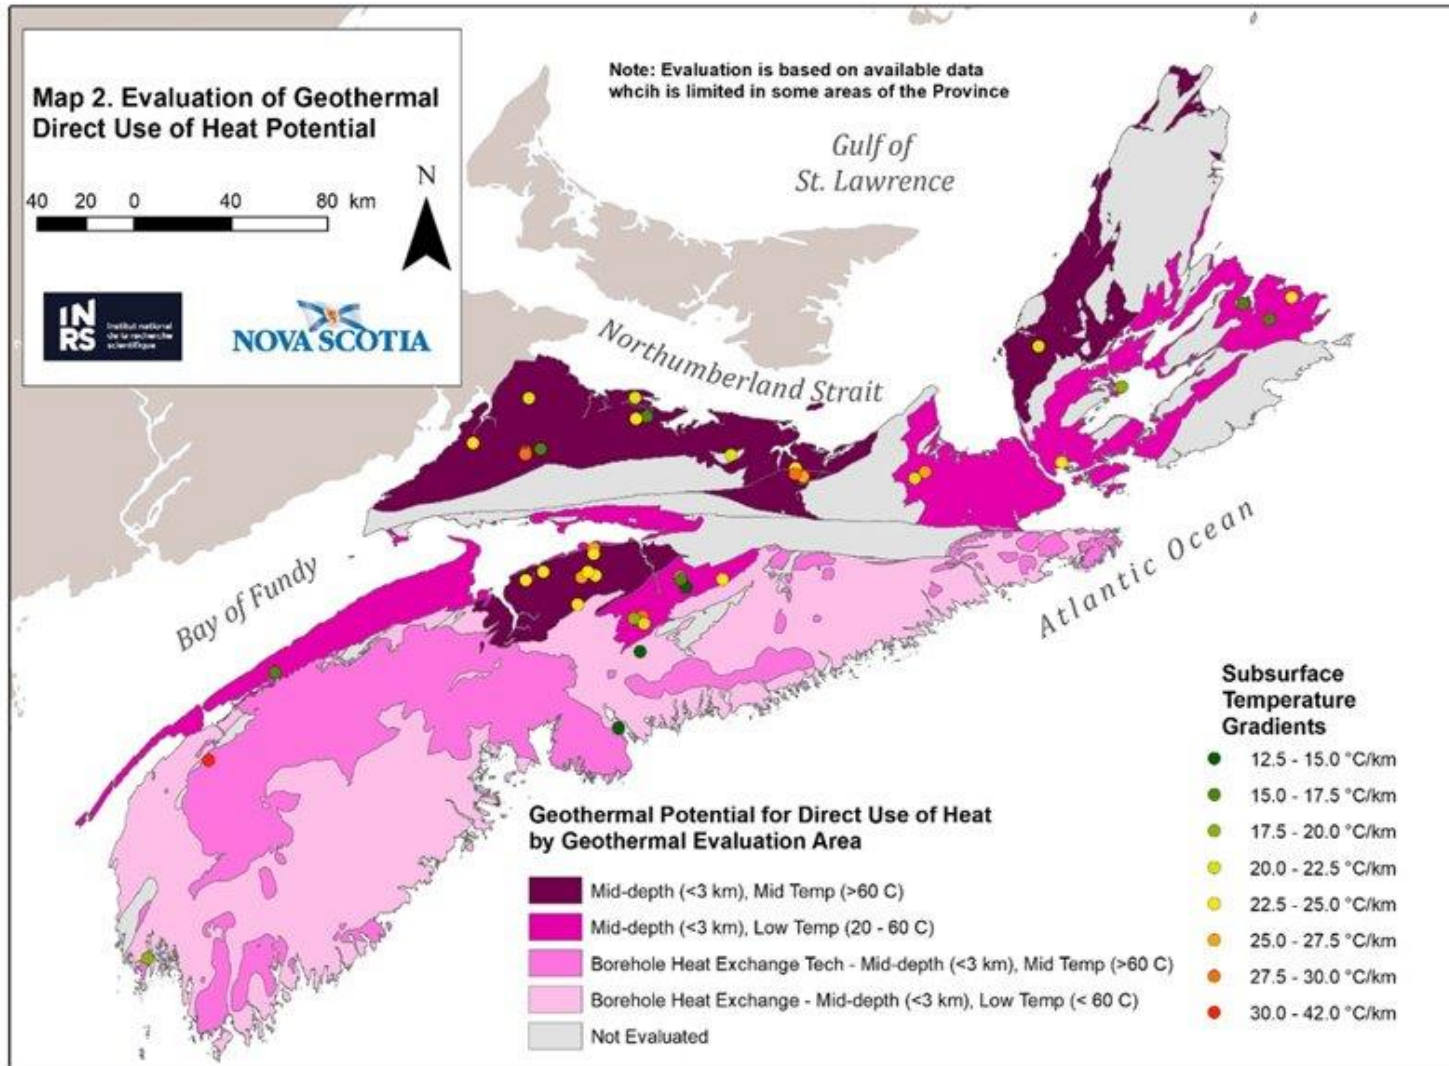 Map 2. Evaluation of Geothermal
Direct Use of Heat Potential
40 20 0 40 80 km
N
INRS
Institut national
de la recherche
scientifique
NOVA SCOTIA
Note: Evaluation is based on available data
whcih is limited in some areas of the Province
Gulf of
St. Lawrence
Northumberland Strait
Bay of Fundy
Atlantic Ocean
Subsurface
Temperature
Gradients
12.5 - 15.0 °C/km
15.0 - 17.5 °C/km
17.5 - 20.0 °C/km
20.0 - 22.5 °C/km
22.5 - 25.0 °C/km
25.0 - 27.5 °C/km
27.5 - 30.0 °C/km
30.0 - 42.0 °C/km
Geothermal Potential for Direct Use of Heat
by Geothermal Evaluation Area
Mid-depth (<3 km), Mid Temp (>60 C)
Mid-depth (<3 km), Low Temp (20 - 60 C)
Borehole Heat Exchange Tech - Mid-depth (<3 km), Mid Temp (>60 C)
Borehole Heat Exchange - Mid-depth (<3 km), Low Temp (< 60 C)
Not Evaluated